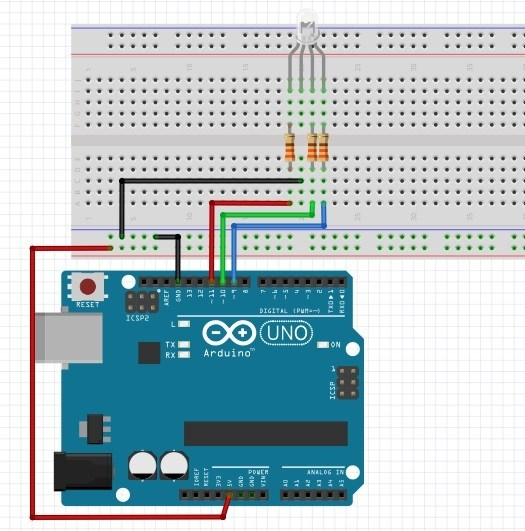 RESET
ICSP2
AREF
GND
13
12
~11
~10
~9
8
7
~6
~5
4
~3
2
TXD▶1
RXD◀0
DIGITAL (PWM=~)
L
TX
RX
Arduino
UNO
ON
ICSP
IOREF
RESET
3V3
5V
GND
GND
VIN
POWER
ANALOG IN
A0
A1
A2
A3
A4
A5